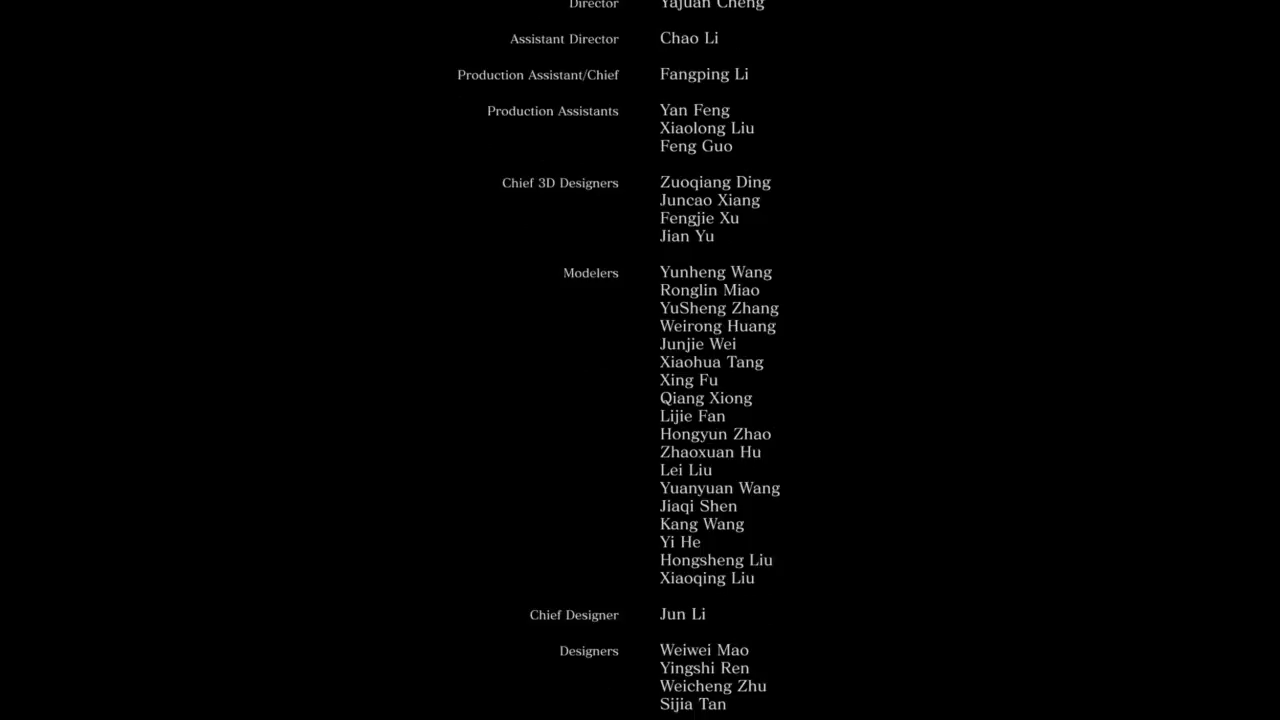 Director Yajuan Cheng
Assistant Director Chao Li
Production Assistant/Chief Fangping Li
Production Assistants Yan Feng
Xiaolong Liu
Feng Guo
Chief 3D Designers Zuoqiang Ding
Juncao Xiang
Fengjie Xu
Jian Yu
Modelers Yunheng Wang
Ronglin Miao
YuSheng Zhang
Weirong Huang
Junjie Wei
Xiaohua Tang
Xing Fu
Qiang Xiong
Lijie Fan
Hongyun Zhao
Zhaoxuan Hu
Lei Liu
Yuanyuan Wang
Jiaqi Shen
Kang Wang
Yi He
Hongsheng Liu
Xiaoqing Liu
Chief Designer Jun Li
Designers Weiwei Mao
Yingshi Ren
Weicheng Zhu
Sijia Tan